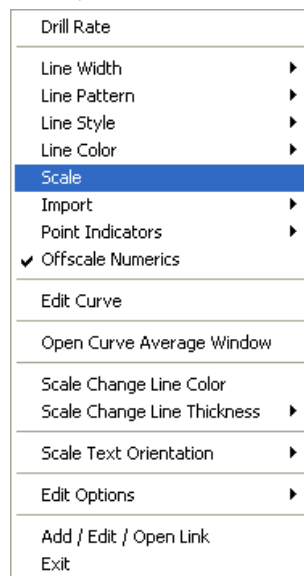 Drill Rate
Line Width
Line Pattern
Line Style
Line Color
Scale
Import
Point Indicators
Offscale Numerics
Edit Curve
Open Curve Average Window
Scale Change Line Color
Scale Change Line Thickness
Scale Text Orientation
Edit Options
Add / Edit / Open Link
Exit